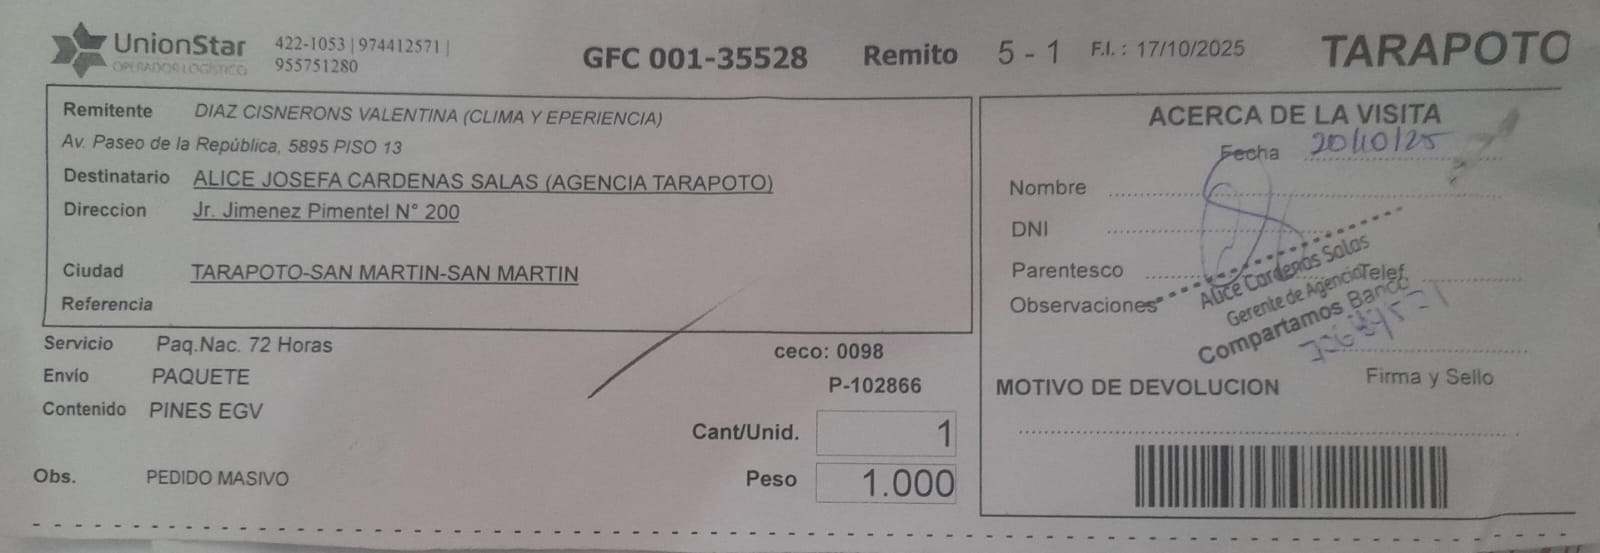 UnionStar
OPERADOR LOGÍSTICO
422-1053 | 974412571 |
955751280
GFC 001-35528
Remito 5 - 1
F.I. : 17/10/2025
TARAPOTO
Remitente DIAZ CISNERONS VALENTINA (CLIMA Y EPERIENCIA)
Av. Paseo de la República, 5895 PISO 13
Destinatario ALICE JOSEFA CARDENAS SALAS (AGENCIA TARAPOTO)
Direccion Jr. Jimenez Pimentel N° 200
Ciudad TARAPOTO-SAN MARTIN-SAN MARTIN
Referencia
Servicio Paq.Nac. 72 Horas
Envío PAQUETE
Contenido PINES EGV
ceco: 0098
P-102866
Cant/Unid. 1
Peso 1.000
Obs. PEDIDO MASIVO
ACERCA DE LA VISITA
Fecha 20/10/25
Nombre
DNI
Parentesco
Observaciones
Telef.
Alice Cardenas Salas
Gerente de Agencia
Compartamos Banco
Firma y Sello
MOTIVO DE DEVOLUCION